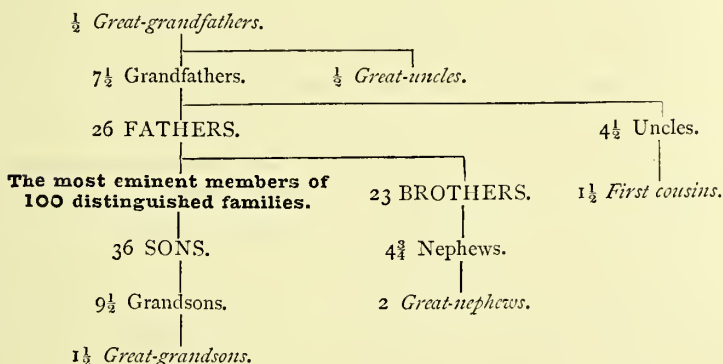 ½ Great-grandfathers.
7½ Grandfathers. ½ Great-uncles.
26 FATHERS. 4½ Uncles.
The most eminent members of
100 distinguished families. 23 BROTHERS. 1½ First cousins.
36 SONS. 4¾ Nephews.
9½ Grandsons. 2 Great-nephews.
1½ Great-grandsons.